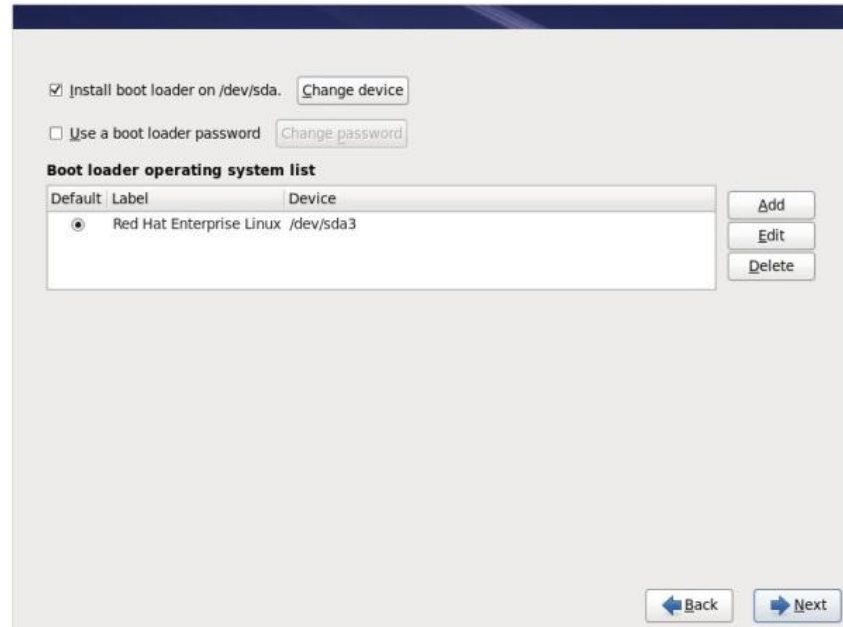 Install boot loader on /dev/sda. Change device
Use a boot loader password Change password
Boot loader operating system list
Default Label Device
Red Hat Enterprise Linux /dev/sda3
Add
Edit
Delete
Back Next